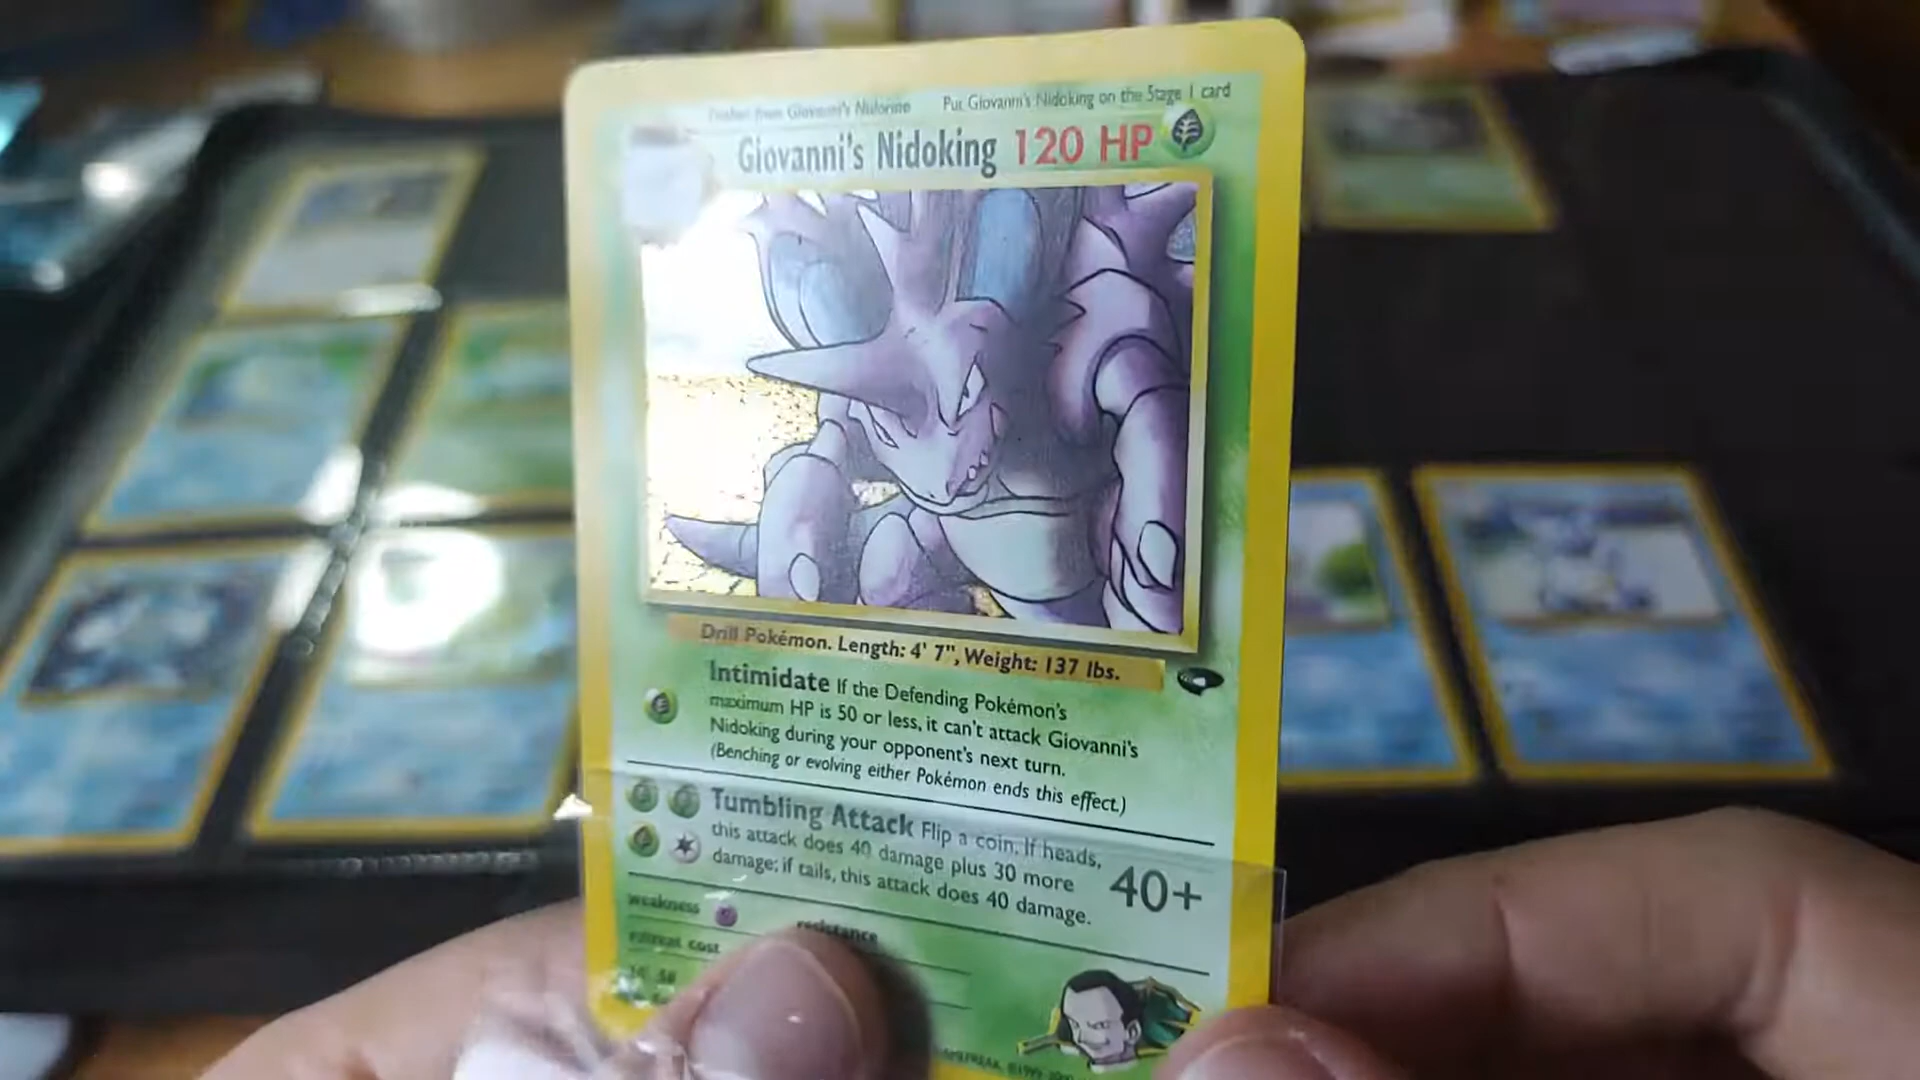 Evolves from Giovanni's Nidorino Put Giovanni's Nidoking on the Stage 1 card
Giovanni's Nidoking 120 HP
Drill Pokémon. Length: 4' 7", Weight: 137 lbs.
Intimidate If the Defending Pokémon's
maximum HP is 50 or less, it can't attack Giovanni's
Nidoking during your opponent's next turn.
(Benching or evolving either Pokémon ends this effect.)
Tumbling Attack Flip a coin. If heads,
this attack does 40 damage plus 30 more
damage; if tails, this attack does 40 damage.
40+
weakness
resistance
retreat cost